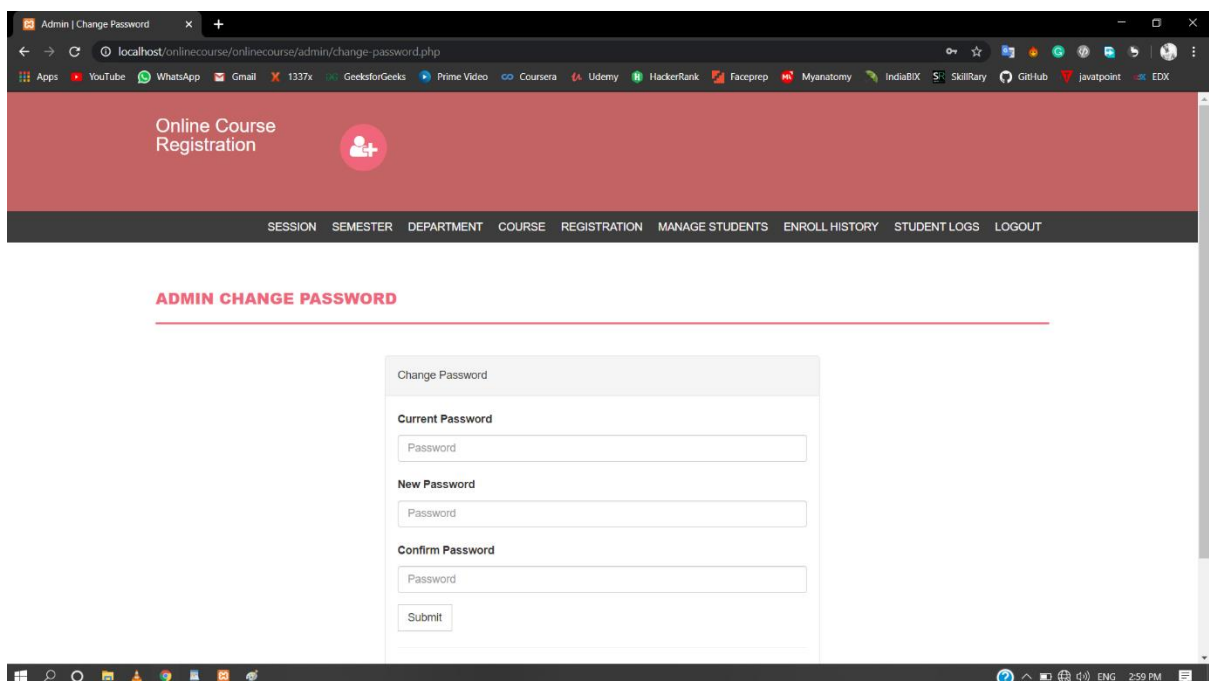 Admin | Change Password
localhost/onlinecourse/onlinecourse/admin/change-password.php
Apps YouTube WhatsApp Gmail 1337x GeeksforGeeks Prime Video Coursera Udemy HackerRank Faceprep Myanatomy IndiaBIX SkillRary GitHub javatpoint EDX
Online Course
Registration
SESSION SEMESTER DEPARTMENT COURSE REGISTRATION MANAGE STUDENTS ENROLL HISTORY STUDENT LOGS LOGOUT
ADMIN CHANGE PASSWORD
Change Password
Current Password
Password
New Password
Password
Confirm Password
Password
Submit
ENG 2:59 PM